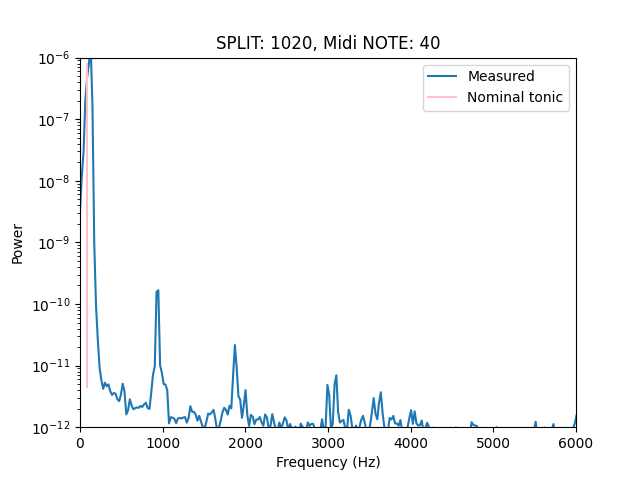 SPLIT: 1020, Midi NOTE: 40
Measured
Nominal tonic
Power
10⁻⁶
10⁻⁷
10⁻⁸
10⁻⁹
10⁻¹⁰
10⁻¹¹
10⁻¹²
0 1000 2000 3000 4000 5000 6000
Frequency (Hz)